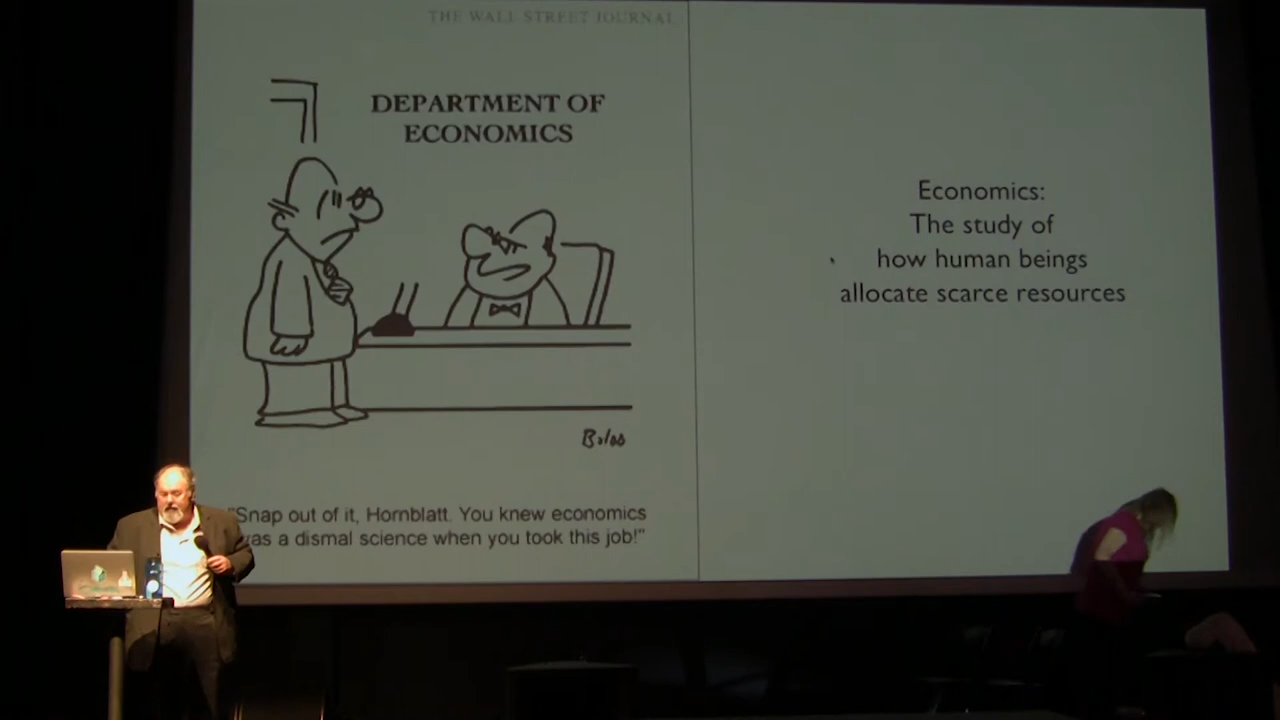 THE WALL STREET JOURNAL
DEPARTMENT OF
ECONOMICS
"Snap out of it, Hornblatt. You knew economics
was a dismal science when you took this job!"
Economics:
The study of
how human beings
allocate scarce resources